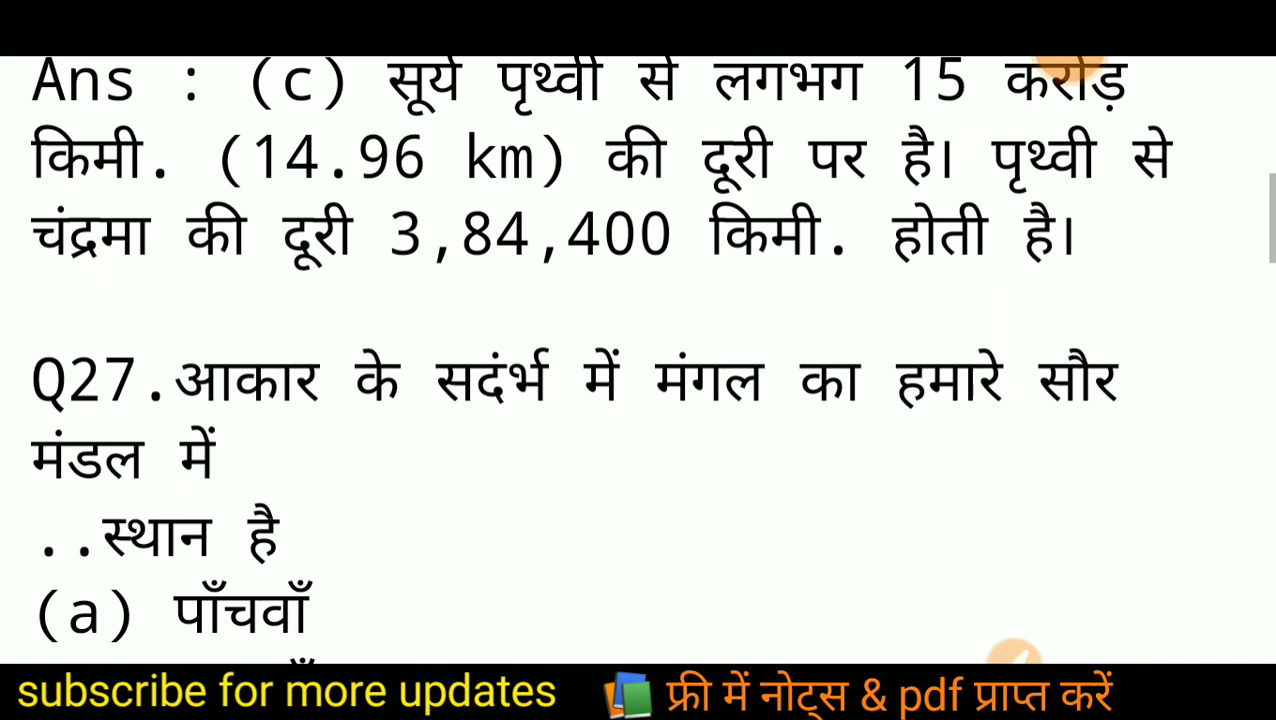 Ans : (c) सूर्य पृथ्वी से लगभग 15 करोड़
किमी. (14.96 km) की दूरी पर है। पृथ्वी से
चंद्रमा की दूरी 3,84,400 किमी. होती है।
Q27.आकार के सदंर्भ में मंगल का हमारे सौर
मंडल में
..स्थान है
(a) पाँचवाँ
subscribe for more updates फ्री में नोट्स & pdf प्राप्त करें